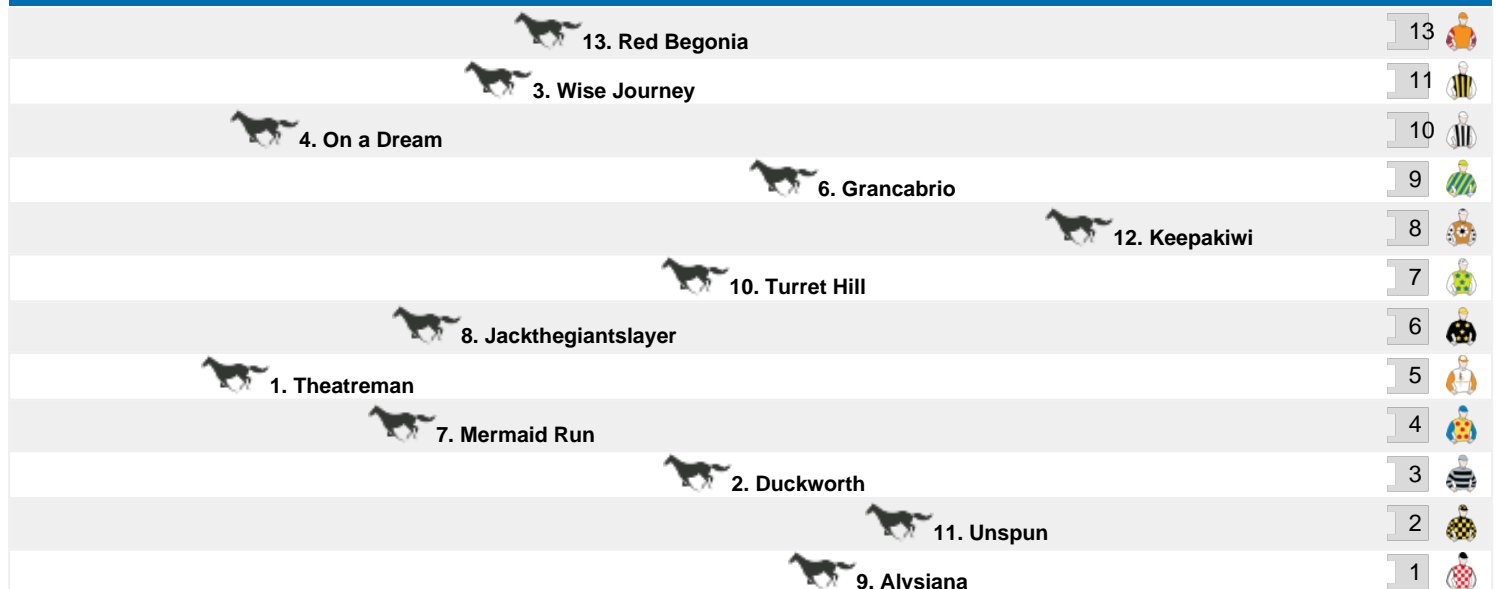 13. Red Begonia 13
3. Wise Journey 11
4. On a Dream 10
6. Grancabrio 9
12. Keepakiwi 8
10. Turret Hill 7
8. Jackthegiantslayer 6
1. Theatreman 5
7. Mermaid Run 4
2. Duckworth 3
11. Unspun 2
9. Alysiana 1